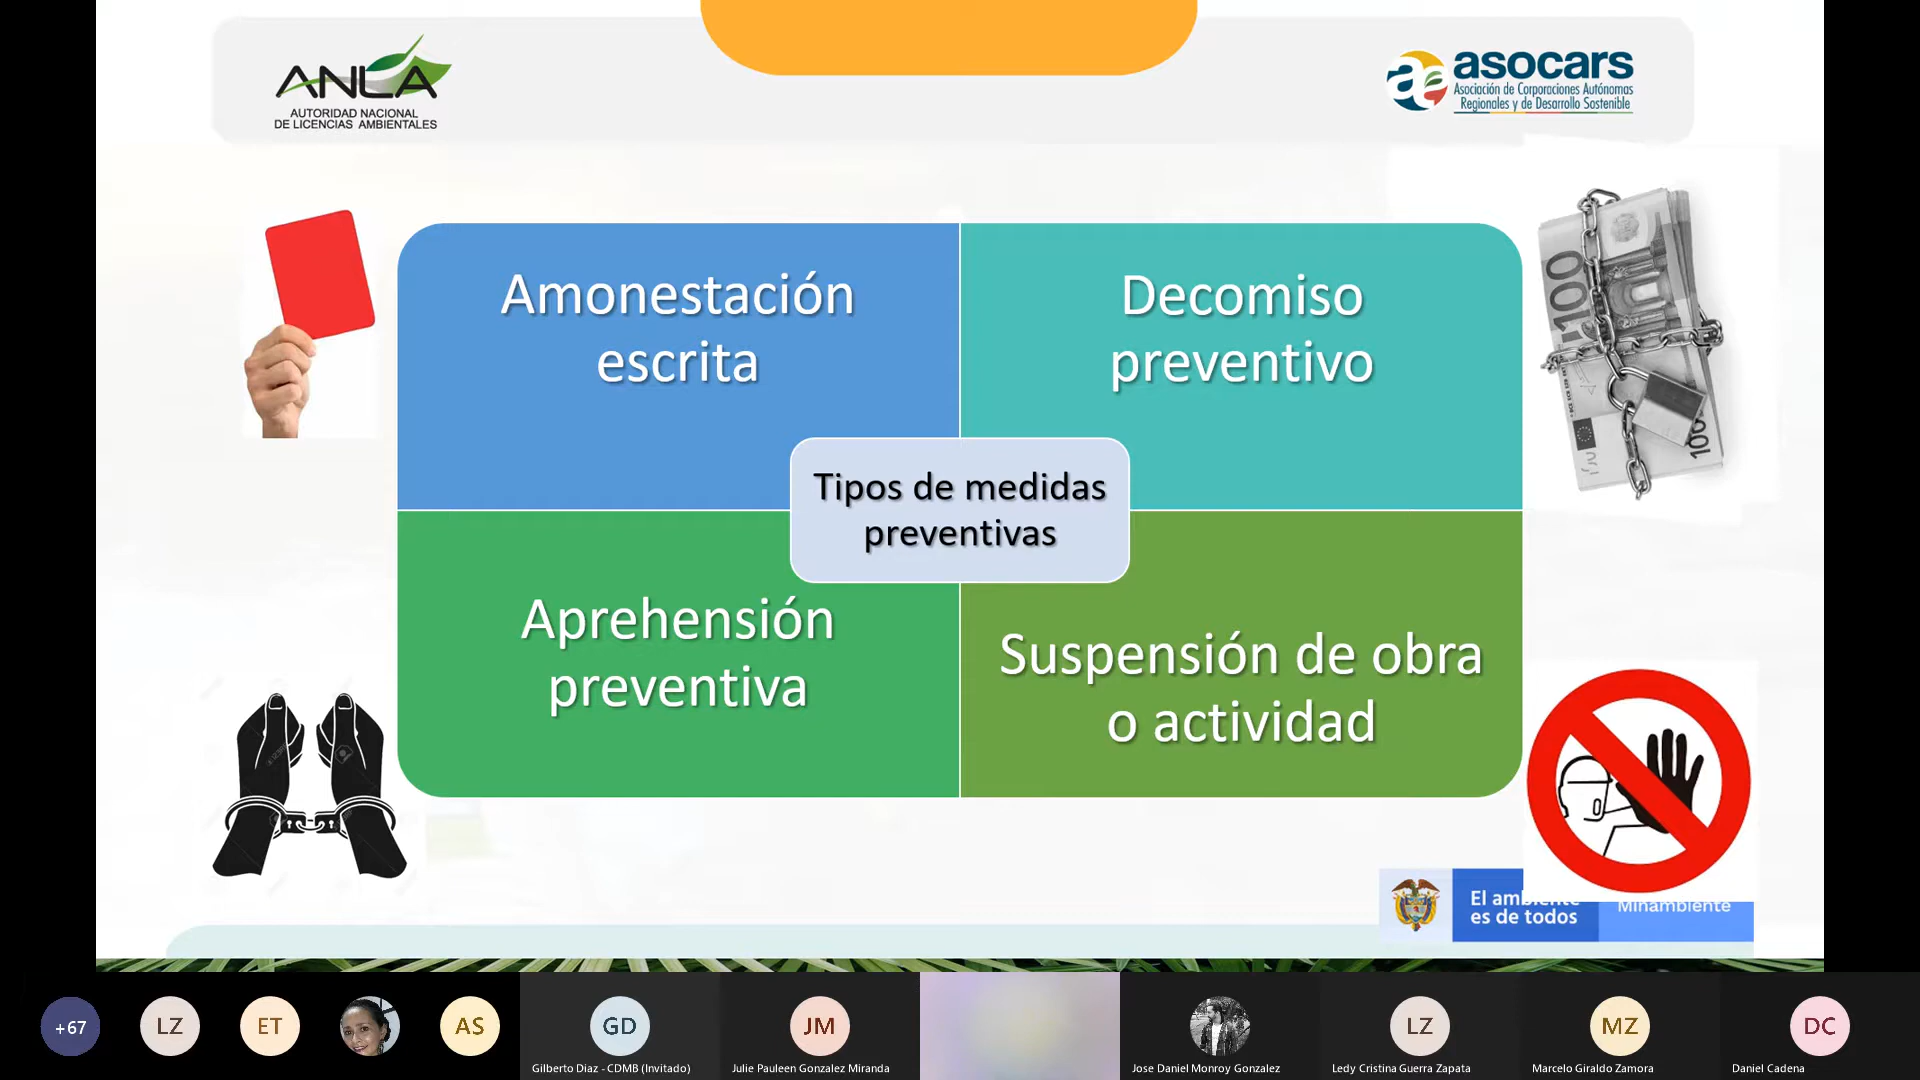 ANLA
AUTORIDAD NACIONAL
DE LICENCIAS AMBIENTALES
asocars
Asociación de Corporaciones Autónomas
Regionales y de Desarrollo Sostenible
Amonestación
escrita
Decomiso
preventivo
100
100
Tipos de medidas
preventivas
Aprehensión
preventiva
Suspensión de obra
o actividad
El ambiente
es de todos
Minambiente
+67
LZ
ET
AS
GD
Gilberto Diaz - CDMB (Invitado)
JM
Julie Pauleen Gonzalez Miranda
Jose Daniel Monroy Gonzalez
LZ
Ledy Cristina Guerra Zapata
MZ
Marcelo Giraldo Zamora
DC
Daniel Cadena